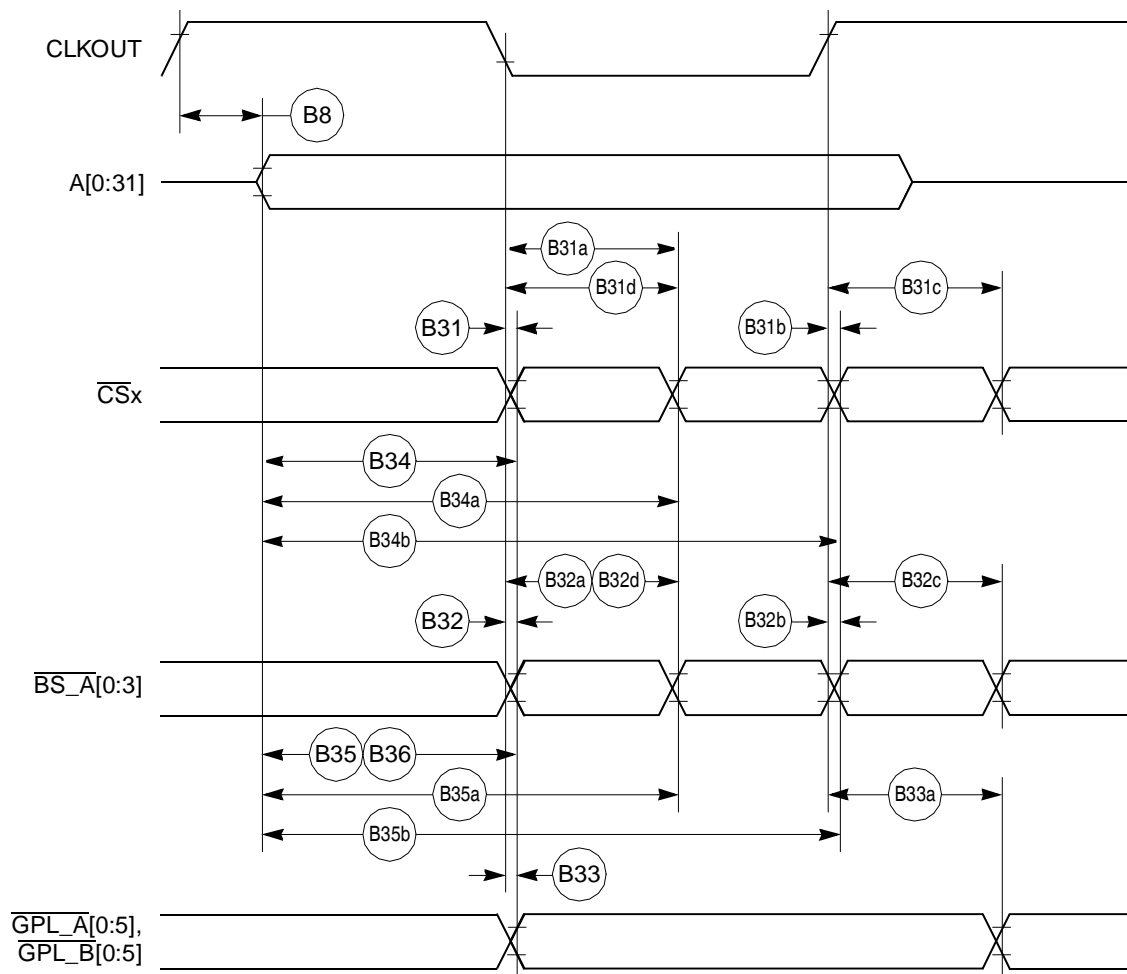 CLKOUT
B8
A[0:31]
B31a
B31d
B31c
B31
B31b
CSx
B34
B34a
B34b
B32a B32d
B32c
B32
B32b
BS_A[0:3]
B35 B36
B35a
B33a
B35b
B33
GPL_A[0:5],
GPL_B[0:5]